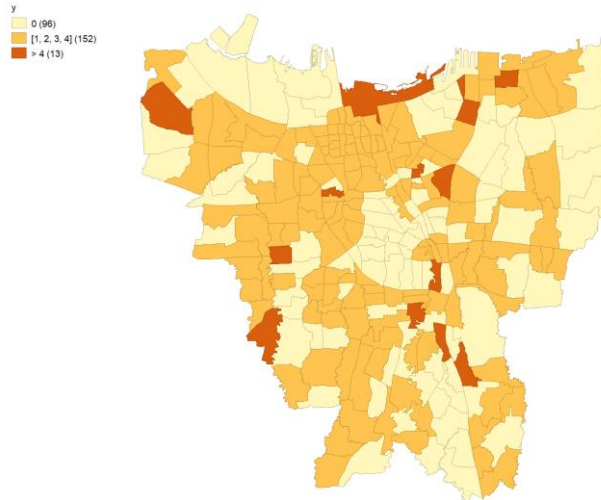 y
0 (96)
[1, 2, 3, 4] (152)
> 4 (13)